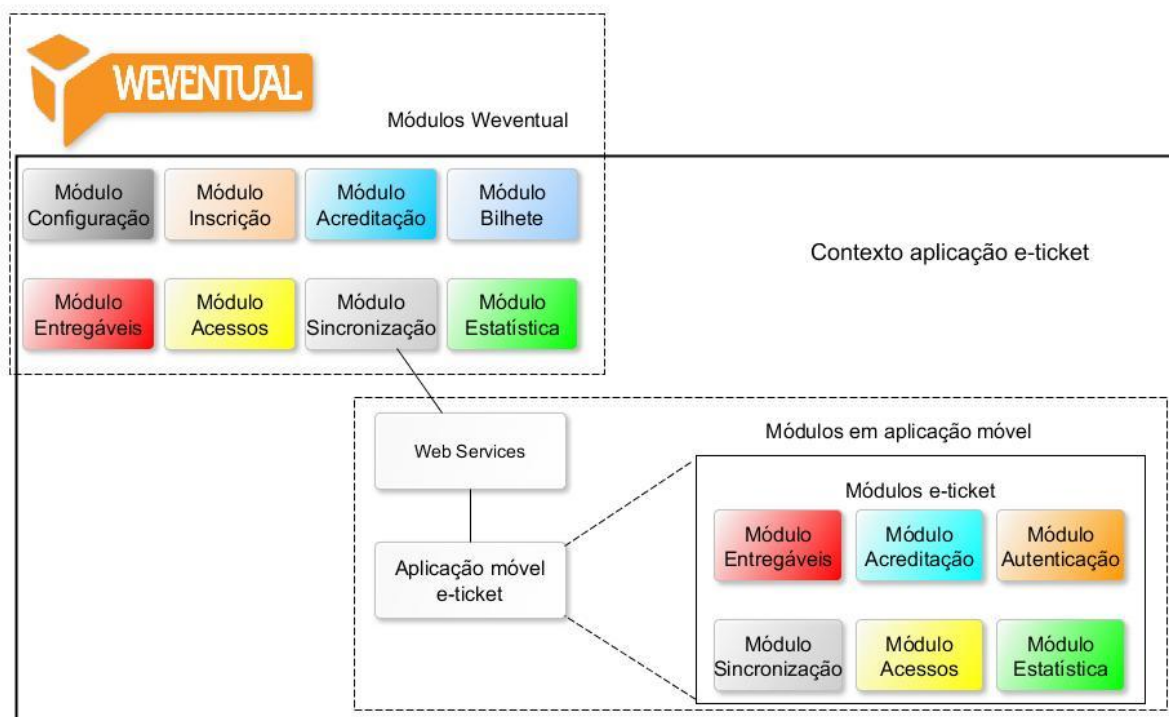 WEVENTUAL
Módulos Weventual
Módulo
Configuração
Módulo
Inscrição
Módulo
Acreditação
Módulo
Bilhete
Contexto aplicação e-ticket
Módulo
Entregáveis
Módulo
Acessos
Módulo
Sincronização
Módulo
Estatística
Web Services
Módulos em aplicação móvel
Módulos e-ticket
Aplicação móvel
e-ticket
Módulo
Entregáveis
Módulo
Acreditação
Módulo
Autenticação
Módulo
Sincronização
Módulo
Acessos
Módulo
Estatística